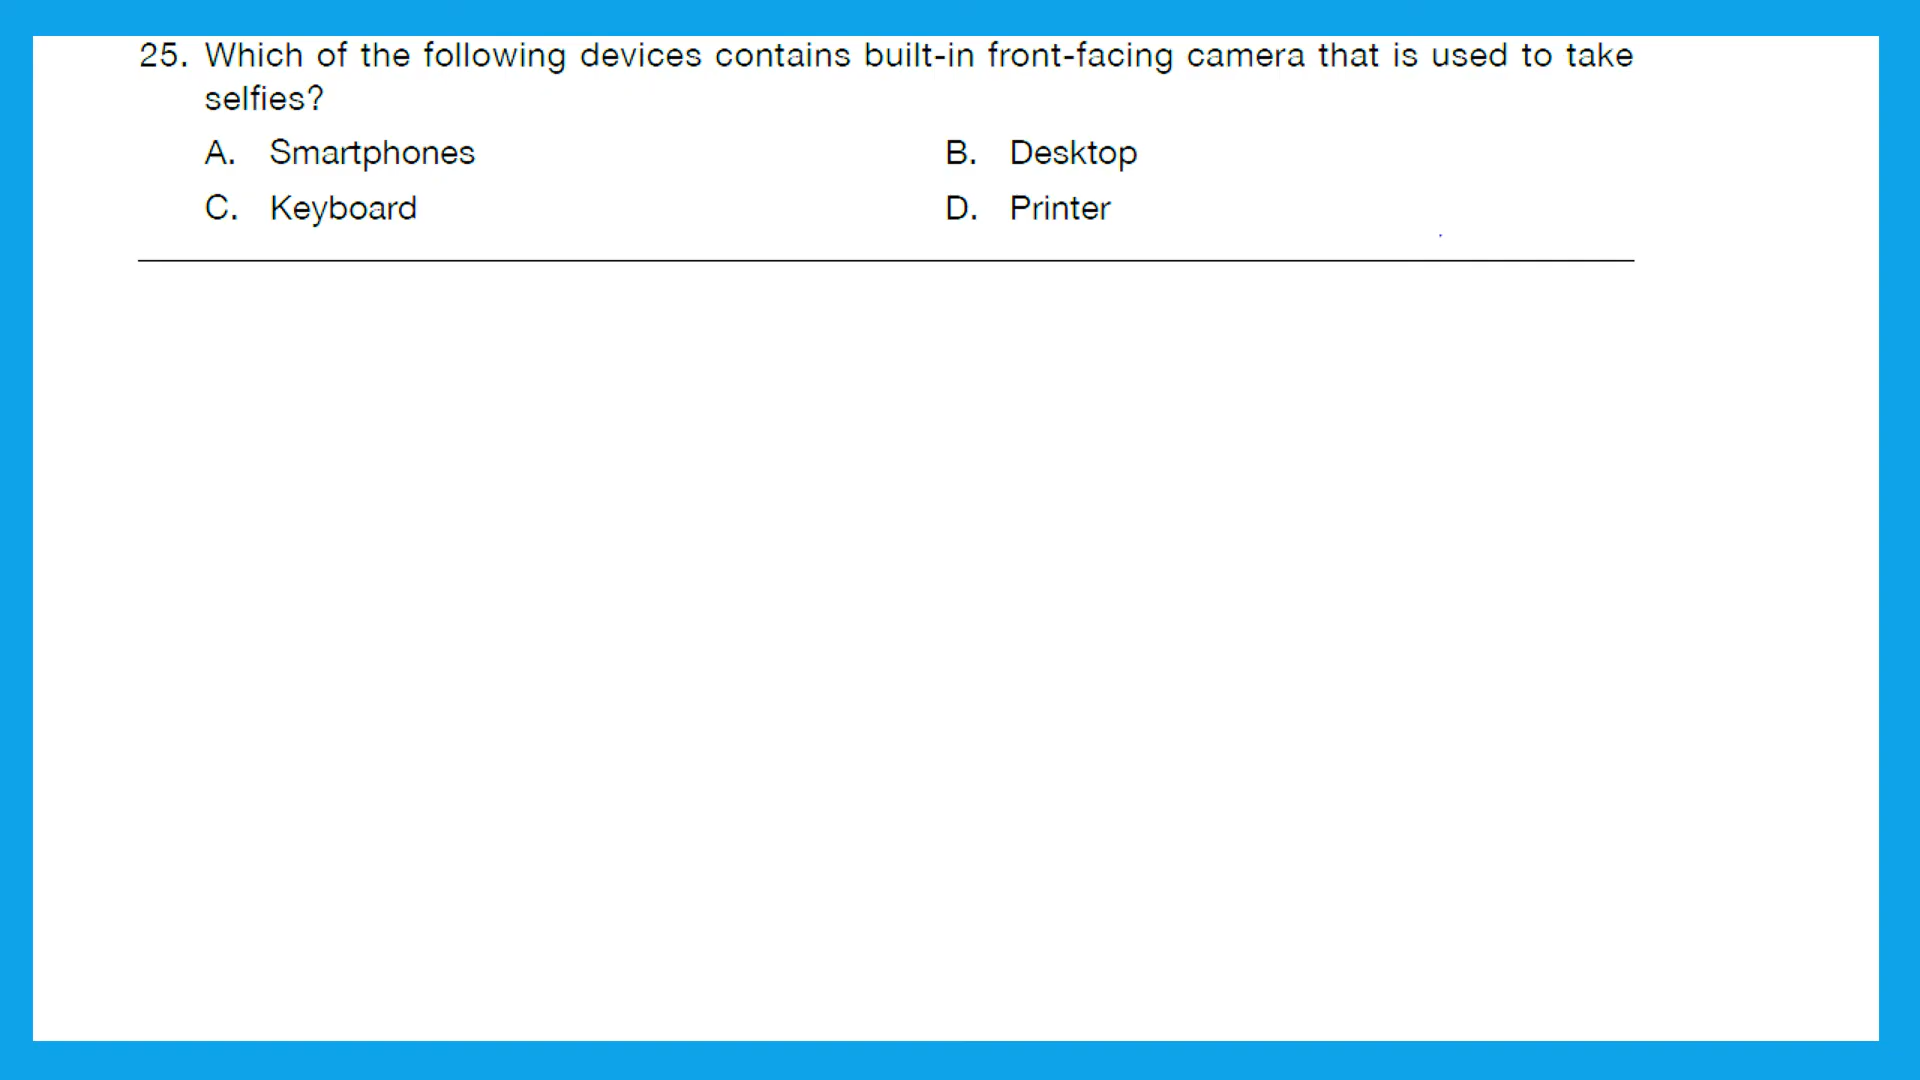 25. Which of the following devices contains built-in front-facing camera that is used to take
selfies?
A. Smartphones B. Desktop
C. Keyboard D. Printer